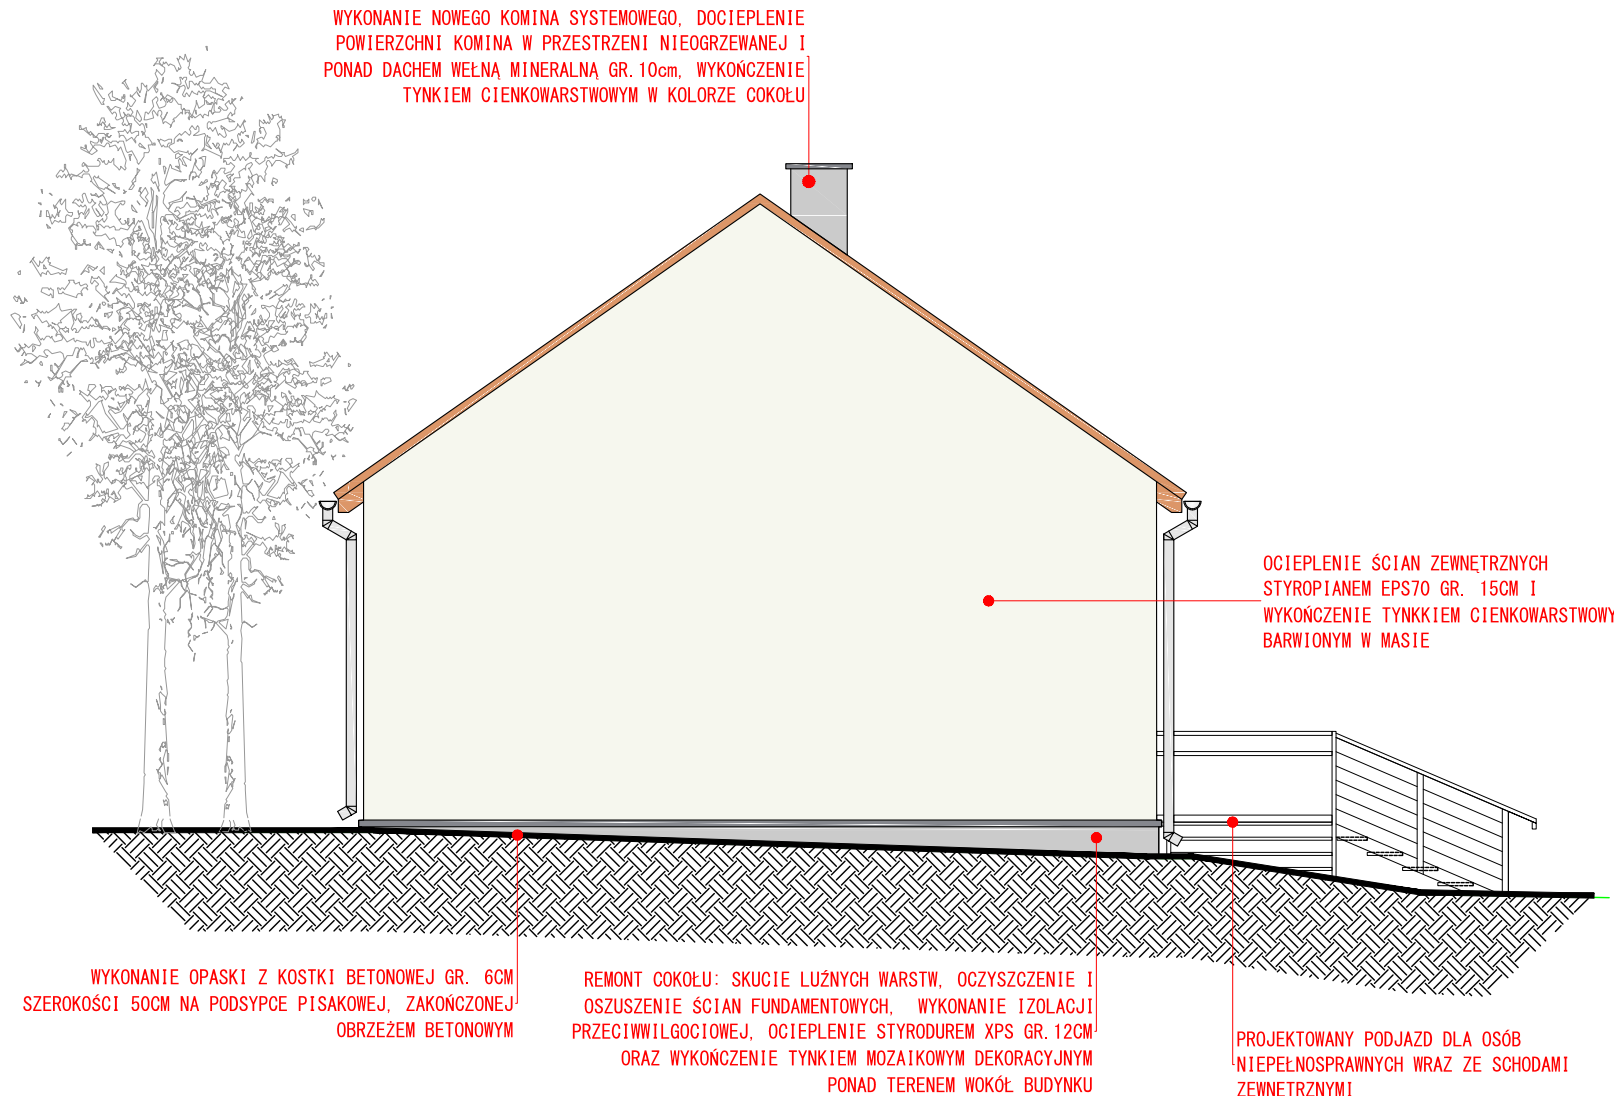 WYKONANIE NOWEGO KOMINA SYSTEMOWEGO, DOCIEPLENIE
POWIERZCHNI KOMINA W PRZESTRZENI NIEOGRZEWANEJ I
PONAD DACHEM WEŁNĄ MINERALNĄ GR.10cm, WYKOŃCZENIE
TYNKIEM CIENKOWARSTWOWYM W KOLORZE COKOŁU
OCIEPLENIE ŚCIAN ZEWNĘTRZNYCH
STYROPIANEM EPS70 GR. 15CM I
WYKOŃCZENIE TYNKKIEM CIENKOWARSTWOWY
BARWIONYM W MASIE
WYKONANIE OPASKI Z KOSTKI BETONOWEJ GR. 6CM
SZEROKOŚCI 50CM NA PODSYPCE PISAKOWEJ, ZAKOŃCZONEJ
OBRZEŻEM BETONOWYM
REMONT COKOŁU: SKUCIE LUŹNYCH WARSTW, OCZYSZCZENIE I
OSZUSZENIE ŚCIAN FUNDAMENTOWYCH, WYKONANIE IZOLACJI
PRZECIWWILGOCIOWEJ, OCIEPLENIE STYRODUREM XPS GR.12CM
ORAZ WYKOŃCZENIE TYNKIEM MOZAIKOWYM DEKORACYJNYM
PONAD TERENEM WOKÓŁ BUDYNKU
PROJEKTOWANY PODJAZD DLA OSÓB
NIEPEŁNOSPRAWNYCH WRAZ ZE SCHODAMI
ZEWNĘTRZNYMI